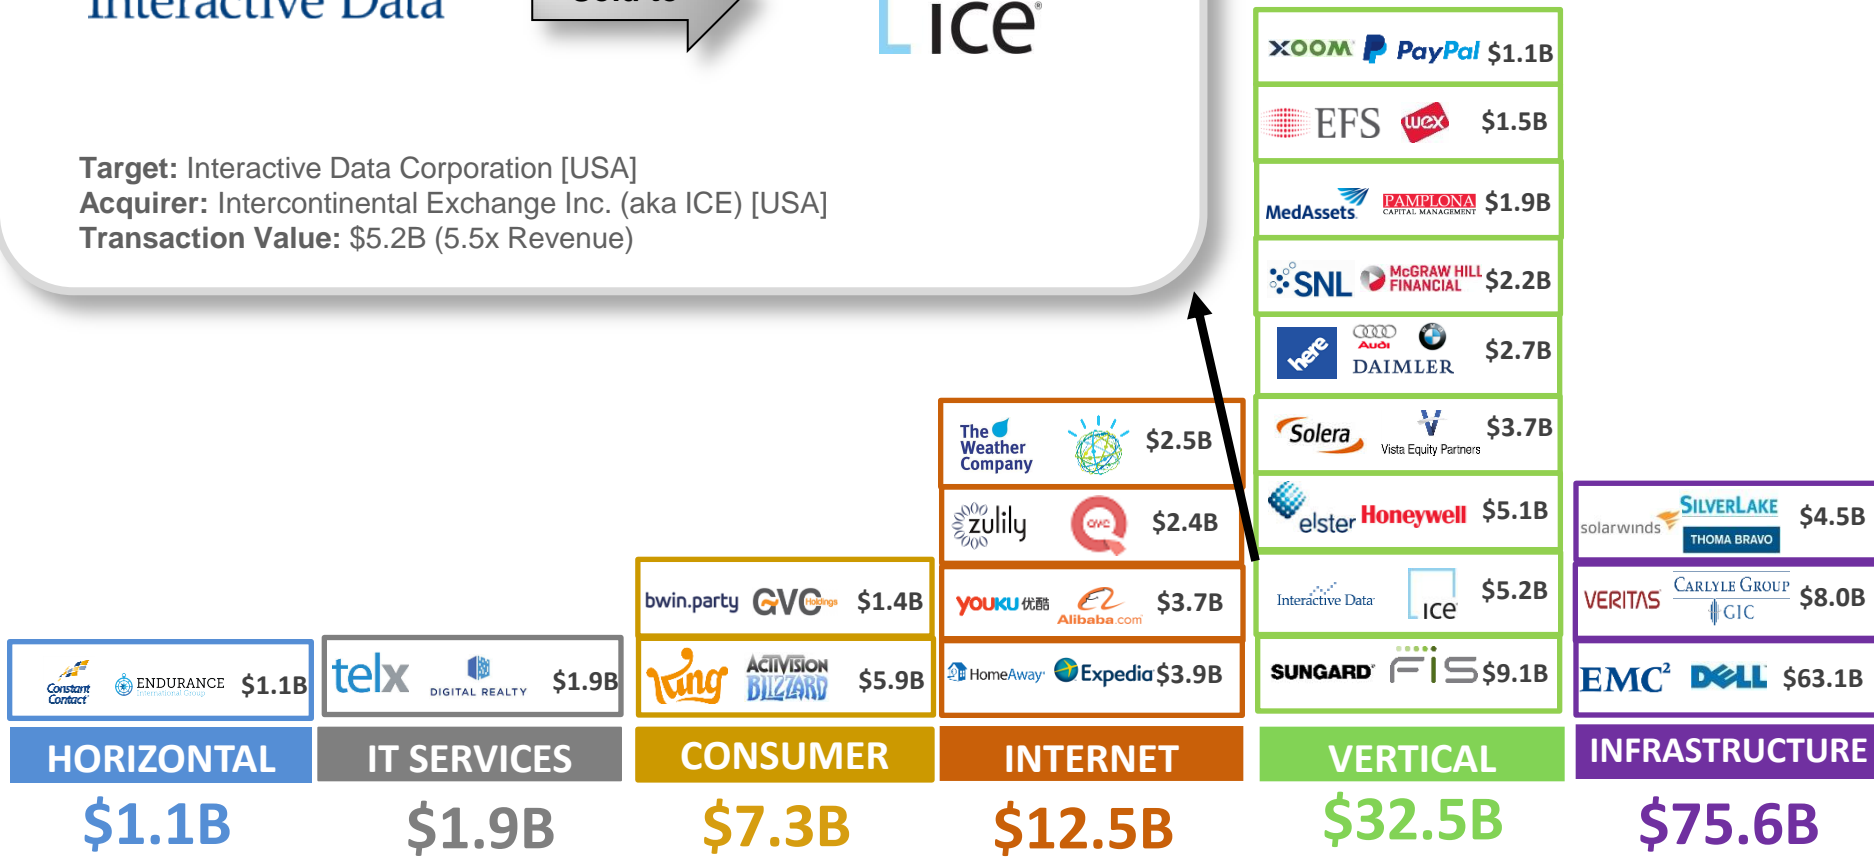 Interactive Data
Sold to
ice
Target: Interactive Data Corporation [USA]
Acquirer: Intercontinental Exchange Inc. (aka ICE) [USA]
Transaction Value: $5.2B (5.5x Revenue)
XOOM PayPal $1.1B
EFS wex $1.5B
MedAssets PAMPLONA CAPITAL MANAGEMENT $1.9B
SNL McGRAW HILL FINANCIAL $2.2B
here Audi DAIMLER $2.7B
Solera Vista Equity Partners $3.7B
elster Honeywell $5.1B
Interactive Data ice $5.2B
SUNGARD FIS $9.1B
The Weather Company $2.5B
zulily QVC $2.4B
YOUKU 优酷 Alibaba.com $3.7B
HomeAway Expedia $3.9B
bwin.party GVC Holdings $1.4B
King ACTIVISION BLIZZARD $5.9B
solarwinds SILVERLAKE THOMA BRAVO $4.5B
VERITAS CARLYLE GROUP GIC $8.0B
EMC² DELL $63.1B
Constant Contact ENDURANCE International Group $1.1B
telx DIGITAL REALTY $1.9B
HORIZONTAL
IT SERVICES
CONSUMER
INTERNET
VERTICAL
INFRASTRUCTURE
$1.1B
$1.9B
$7.3B
$12.5B
$32.5B
$75.6B